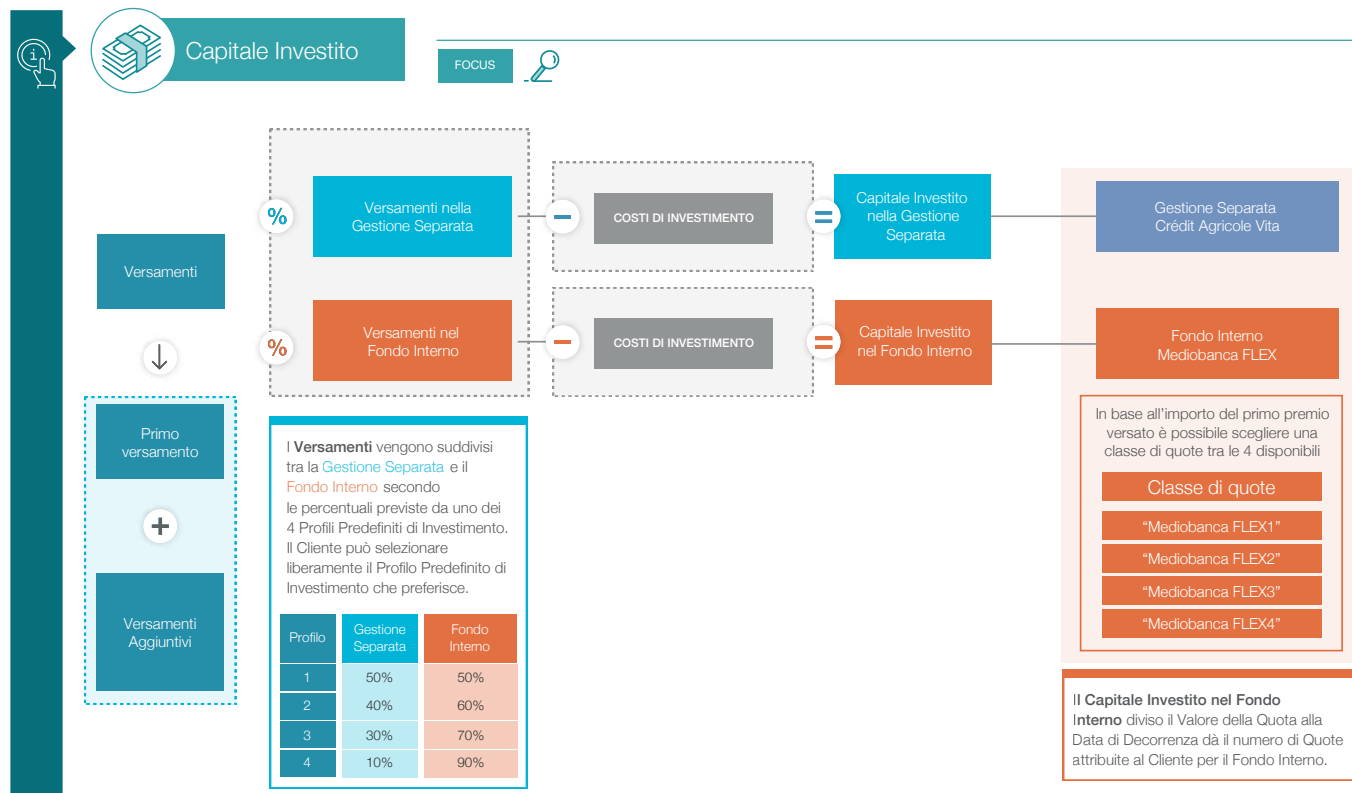 Capitale Investito
FOCUS
Versamenti
Primo
versamento
+
Versamenti
Aggiuntivi
%
Versamenti nella
Gestione Separata
–
COSTI DI INVESTIMENTO
=
Capitale Investito
nella Gestione
Separata
Gestione Separata
Crédit Agricole Vita
%
Versamenti nel
Fondo Interno
–
COSTI DI INVESTIMENTO
=
Capitale Investito
nel Fondo Interno
Fondo Interno
Mediobanca FLEX
I Versamenti vengono suddivisi
tra la Gestione Separata e il
Fondo Interno secondo
le percentuali previste da uno dei
4 Profili Predefiniti di Investimento.
Il Cliente può selezionare
liberamente il Profilo Predefinito di
Investimento che preferisce.
Profilo Gestione Separata Fondo Interno
1 50% 50%
2 40% 60%
3 30% 70%
4 10% 90%
In base all'importo del primo premio
versato è possibile scegliere una
classe di quote tra le 4 disponibili
Classe di quote
“Mediobanca FLEX1”
“Mediobanca FLEX2”
“Mediobanca FLEX3”
“Mediobanca FLEX4”
Il Capitale Investito nel Fondo
Interno diviso il Valore della Quota alla
Data di Decorrenza dà il numero di Quote
attribuite al Cliente per il Fondo Interno.